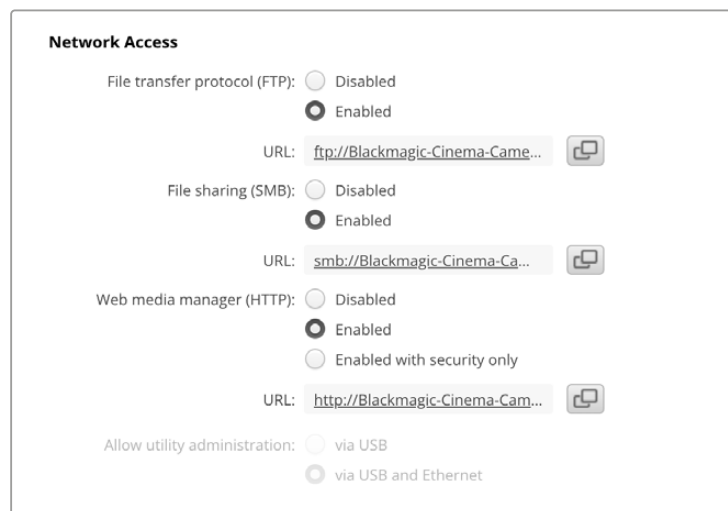 Network Access
File transfer protocol (FTP): Disabled
Enabled
URL: ftp://Blackmagic-Cinema-Came...
File sharing (SMB): Disabled
Enabled
URL: smb://Blackmagic-Cinema-Ca...
Web media manager (HTTP): Disabled
Enabled
Enabled with security only
URL: http://Blackmagic-Cinema-Cam...
Allow utility administration: via USB
via USB and Ethernet